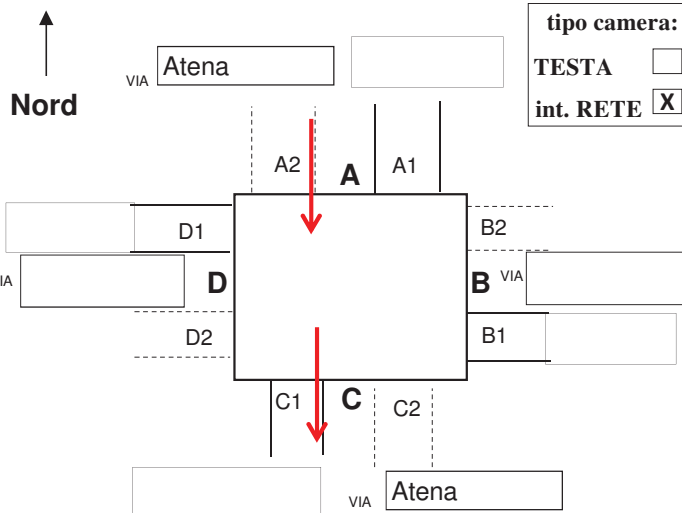 tipo camera:
VIA Atena
TESTA
Nord
int. RETE X
A2 A A1
D1 B2
VIA D B VIA
D2 B1
C1 C C2
VIA Atena